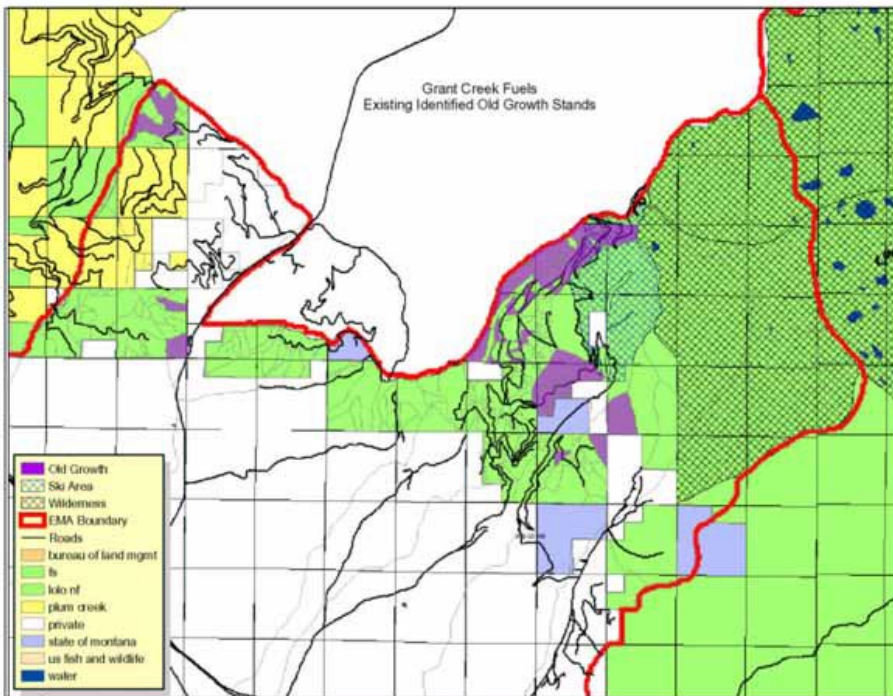 Grant Creek Fuels
Existing Identified Old Growth Stands
Old Growth
Ski Area
Wilderness
EMA Boundary
Roads
bureau of land mgmt
fs
lolo nf
plum creek
private
state of montana
us fish and wildlife
water